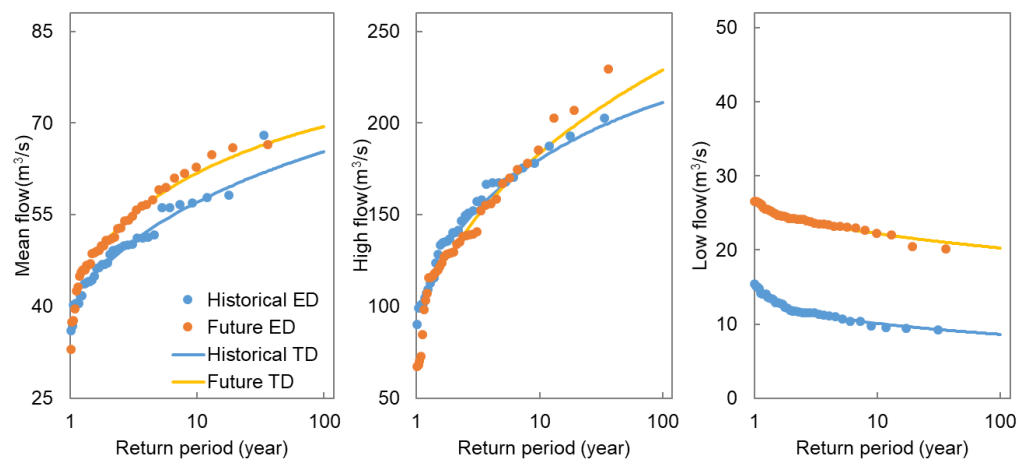 85
70
55
40
25
Mean flow(m³/s)
1
10
100
Return period (year)
Historical ED
Future ED
Historical TD
Future TD
250
200
150
100
50
High flow(m³/s)
1
10
100
Return period (year)
50
40
30
20
10
0
Low flow(m³/s)
1
10
100
Return period (year)